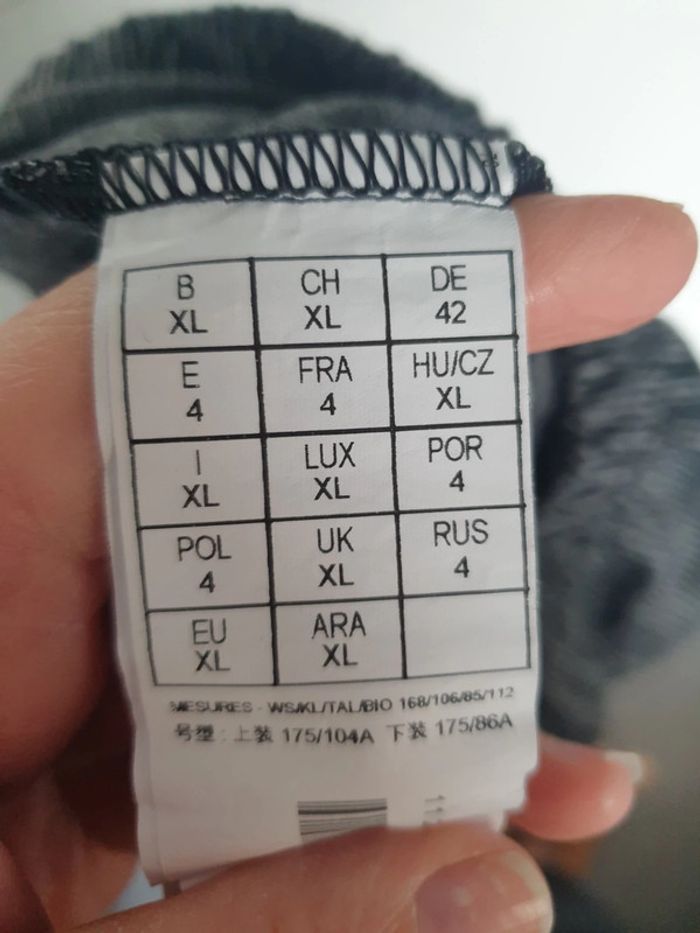 B CH DE
XL XL 42
E FRA HU/CZ
4 4 XL
I LUX POR
XL XL 4
POL UK RUS
4 XL 4
EU ARA
XL XL
MESURES - WS/KL/TAL/BIO 168/106/85/112
号型 : 上装 175/104A 下装 175/86A